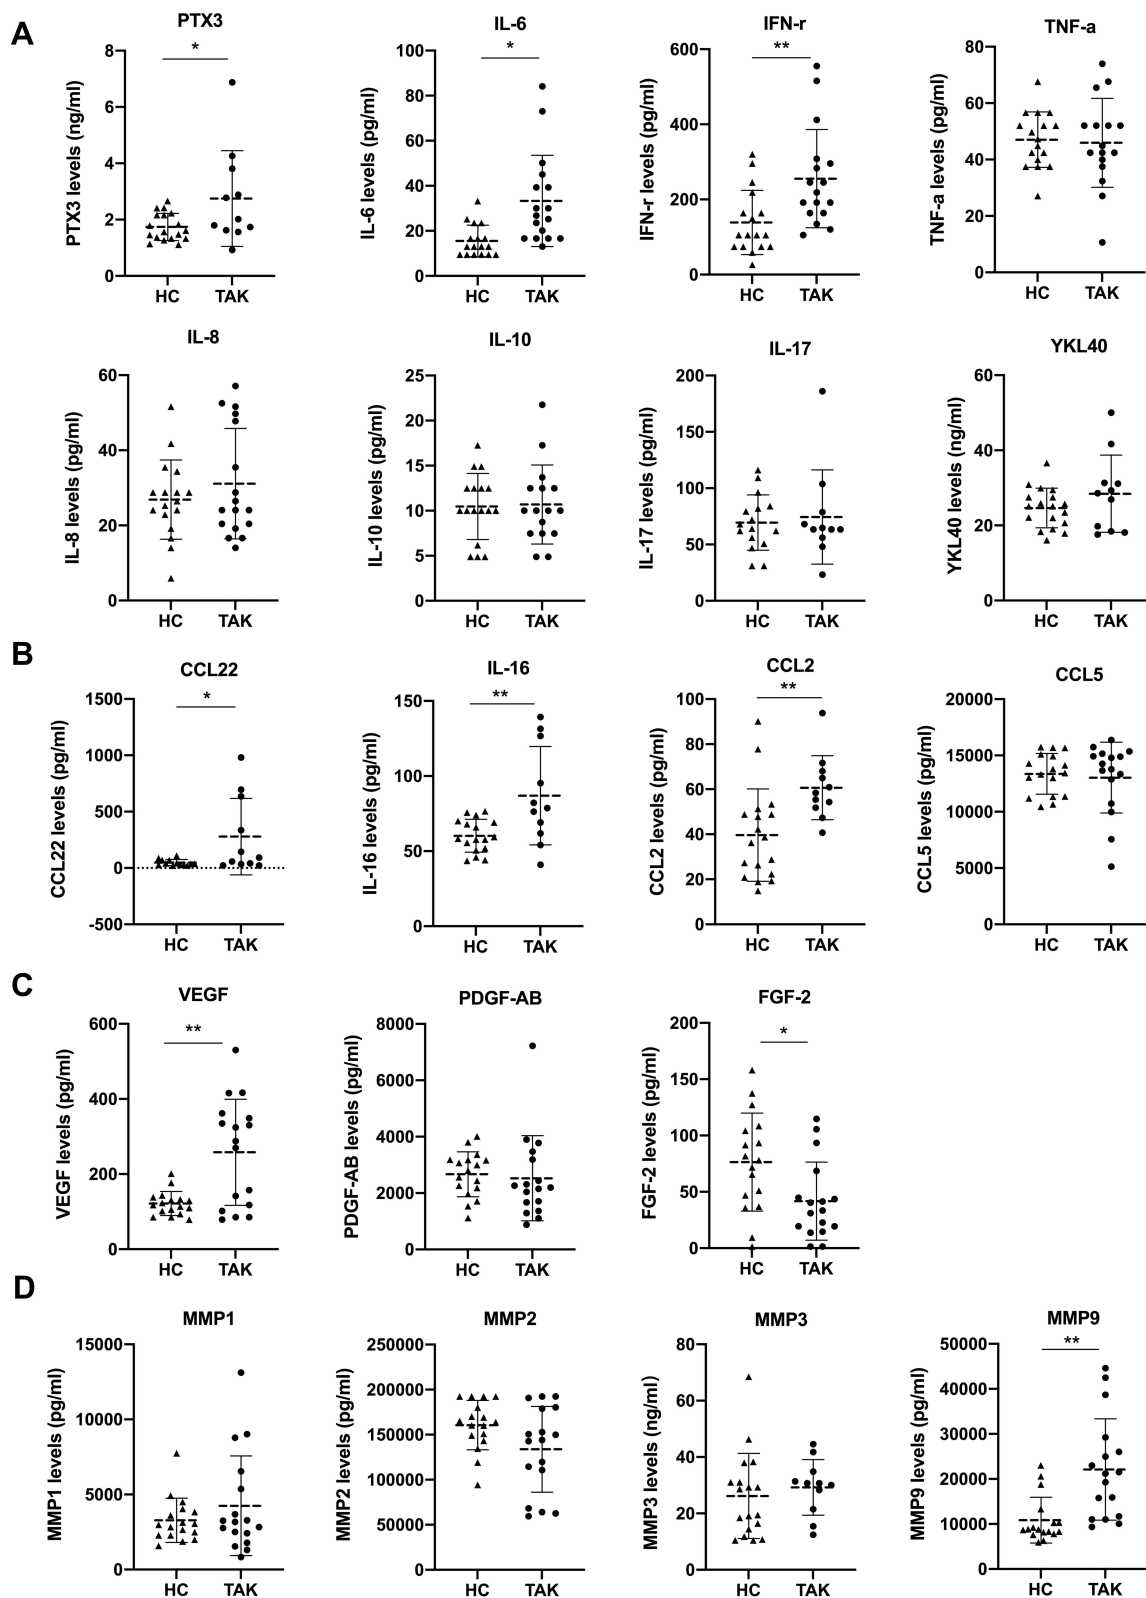 A
PTX3
PTX3 levels (ng/ml)
8
6
4
2
0
*
HC TAK
IL-6
IL-6 levels (pg/ml)
100
80
60
40
20
0
*
HC TAK
IFN-r
IFN-r levels (pg/ml)
600
400
200
0
**
HC TAK
TNF-a
TNF-a levels (pg/ml)
80
60
40
20
0
HC TAK
IL-8
IL-8 levels (pg/ml)
60
40
20
0
HC TAK
IL-10
IL-10 levels (pg/ml)
25
20
15
10
5
0
HC TAK
IL-17
IL-17 levels (pg/ml)
200
150
100
50
0
HC TAK
YKL40
YKL40 levels (ng/ml)
60
40
20
0
HC TAK
B
CCL22
CCL22 levels (pg/ml)
1500
1000
500
0
-500
*
HC TAK
IL-16
IL-16 levels (pg/ml)
150
100
50
0
**
HC TAK
CCL2
CCL2 levels (pg/ml)
100
80
60
40
20
0
**
HC TAK
CCL5
CCL5 levels (pg/ml)
20000
15000
10000
5000
0
HC TAK
C
VEGF
VEGF levels (pg/ml)
600
400
200
0
**
HC TAK
PDGF-AB
PDGF-AB levels (pg/ml)
8000
6000
4000
2000
0
HC TAK
FGF-2
FGF-2 levels (pg/ml)
200
150
100
50
0
*
HC TAK
D
MMP1
MMP1 levels (pg/ml)
15000
10000
5000
0
HC TAK
MMP2
MMP2 levels (pg/ml)
250000
200000
150000
100000
50000
0
HC TAK
MMP3
MMP3 levels (ng/ml)
80
60
40
20
0
HC TAK
MMP9
MMP9 levels (pg/ml)
50000
40000
30000
20000
10000
0
**
HC TAK